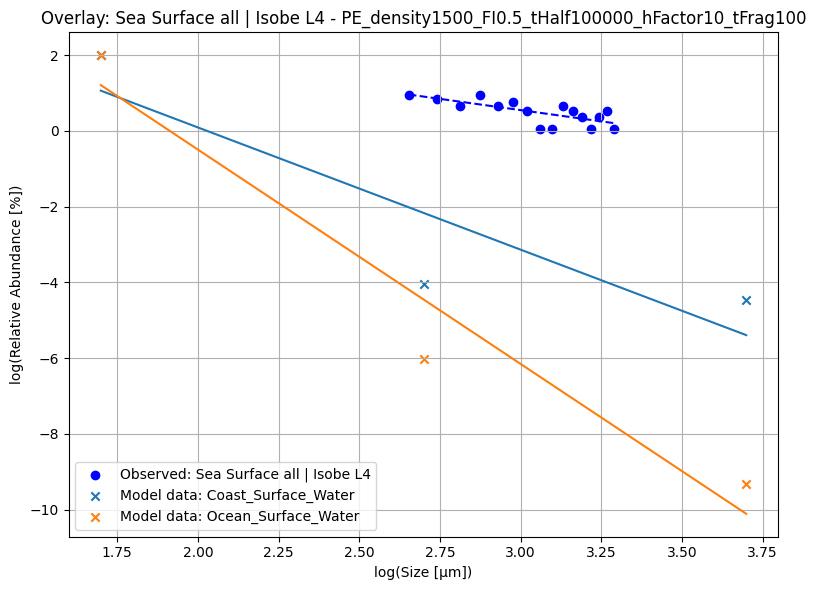 Overlay: Sea Surface all | Isobe L4 - PE_density1500_FI0.5_tHalf100000_hFactor10_tFrag100
log(Relative Abundance [%])
2
0
−2
−4
−6
−8
−10
Observed: Sea Surface all | Isobe L4
Model data: Coast_Surface_Water
Model data: Ocean_Surface_Water
1.75 2.00 2.25 2.50 2.75 3.00 3.25 3.50 3.75
log(Size [μm])